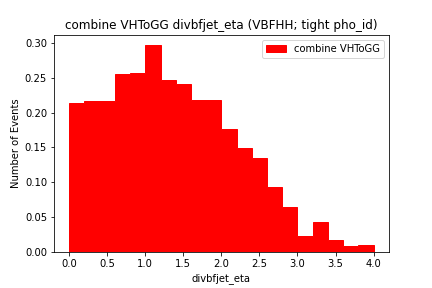 combine VHToGG divbfjet_eta (VBFHH; tight pho_id)
combine VHToGG
Number of Events
0.30
0.25
0.20
0.15
0.10
0.05
0.00
0.0 0.5 1.0 1.5 2.0 2.5 3.0 3.5 4.0
divbfjet_eta